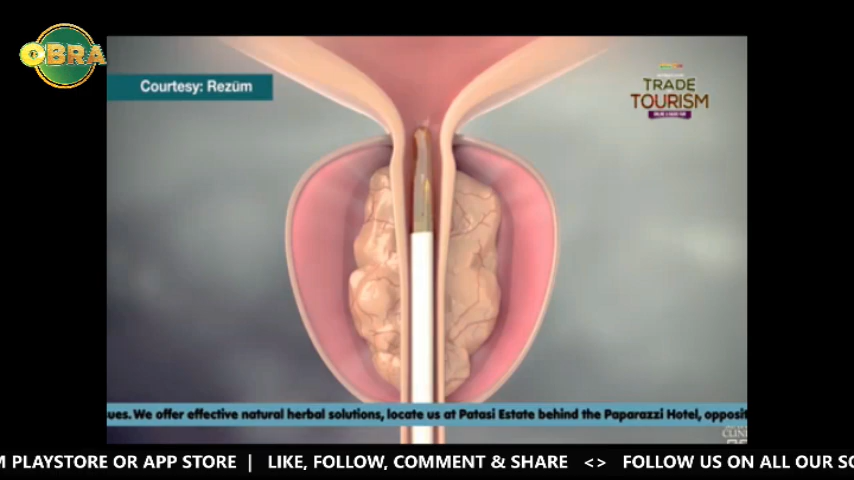 OBRA
Courtesy: Rezūm
TRADE
TOURISM
ues. We offer effective natural herbal solutions, locate us at Patasi Estate behind the Paparazzi Hotel, opposit
M PLAYSTORE OR APP STORE | LIKE, FOLLOW, COMMENT & SHARE <> FOLLOW US ON ALL OUR SO